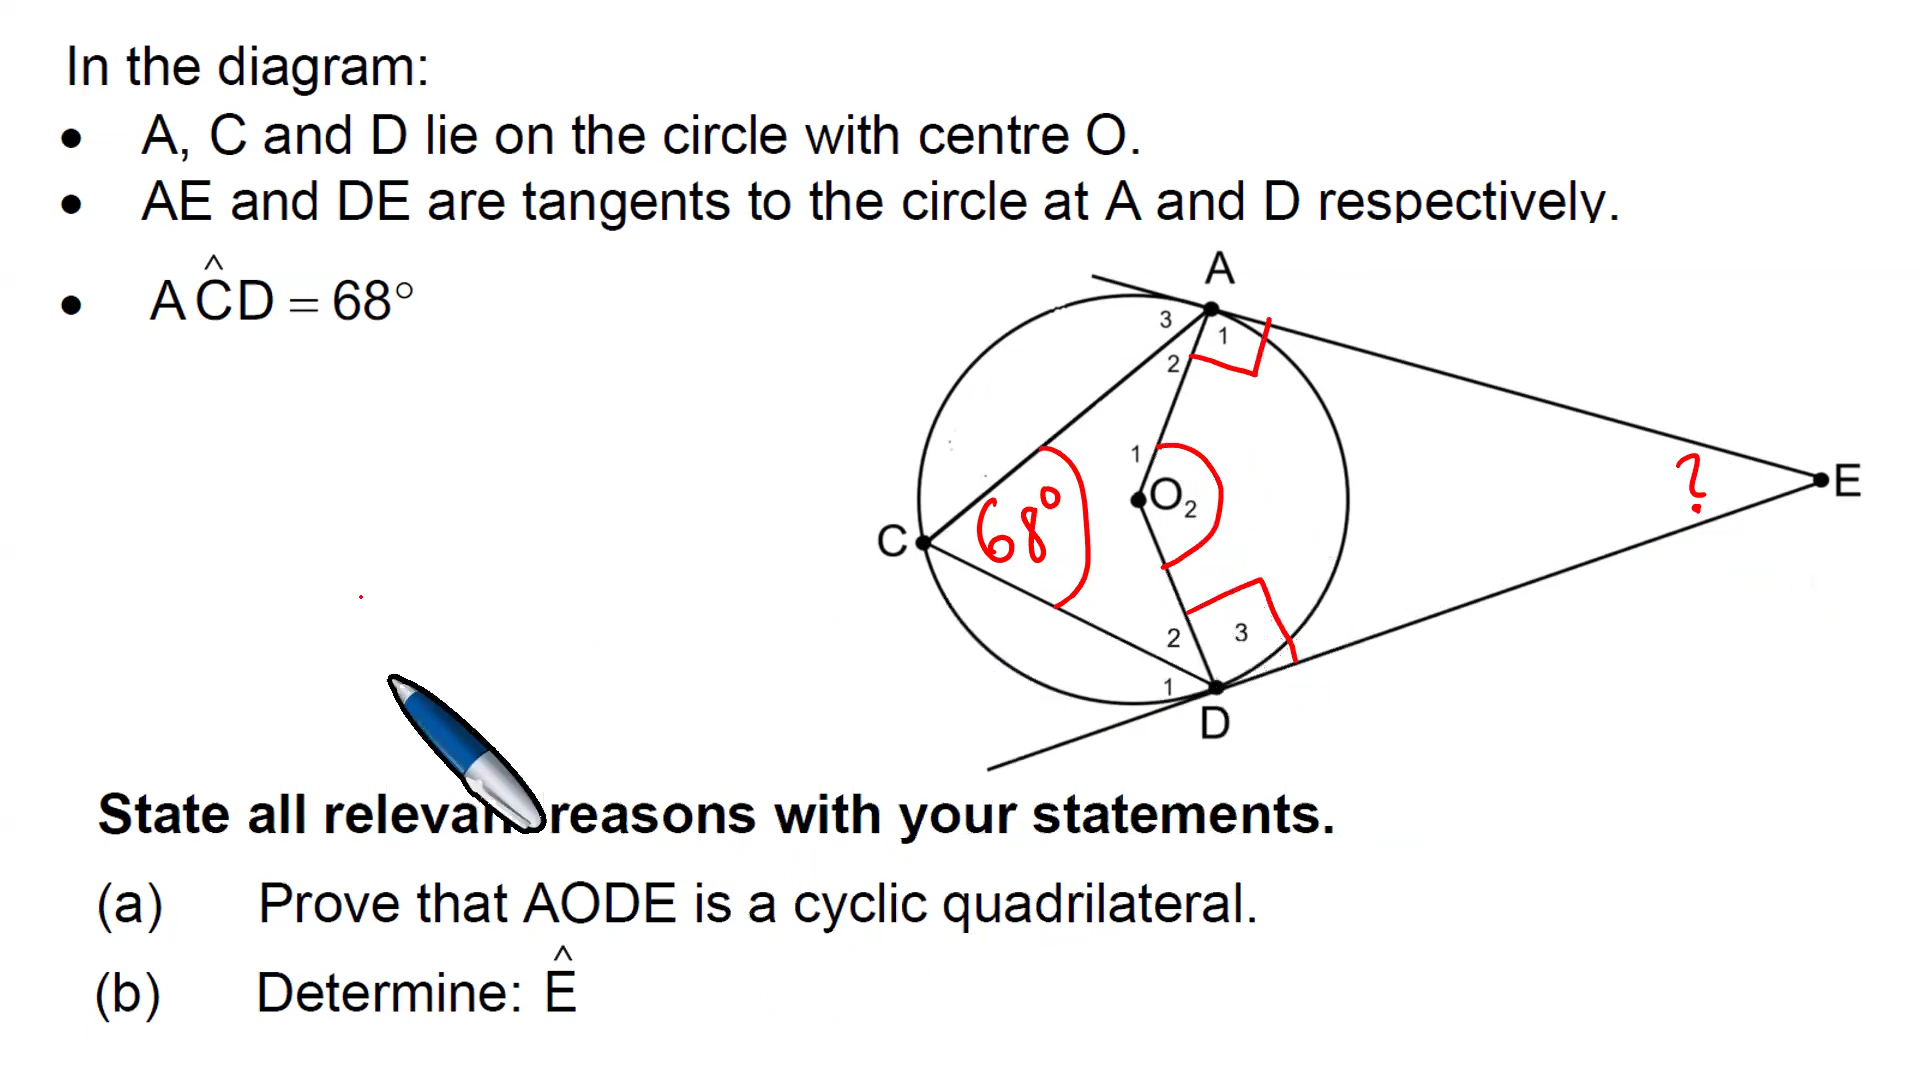 In the diagram:
• A, C and D lie on the circle with centre O.
• AE and DE are tangents to the circle at A and D respectively.
• AĈD = 68°
A
3
1
2
1
O₂
?
E
C
68°
2
3
1
D
State all relevant reasons with your statements.
(a) Prove that AODE is a cyclic quadrilateral.
(b) Determine: Ê